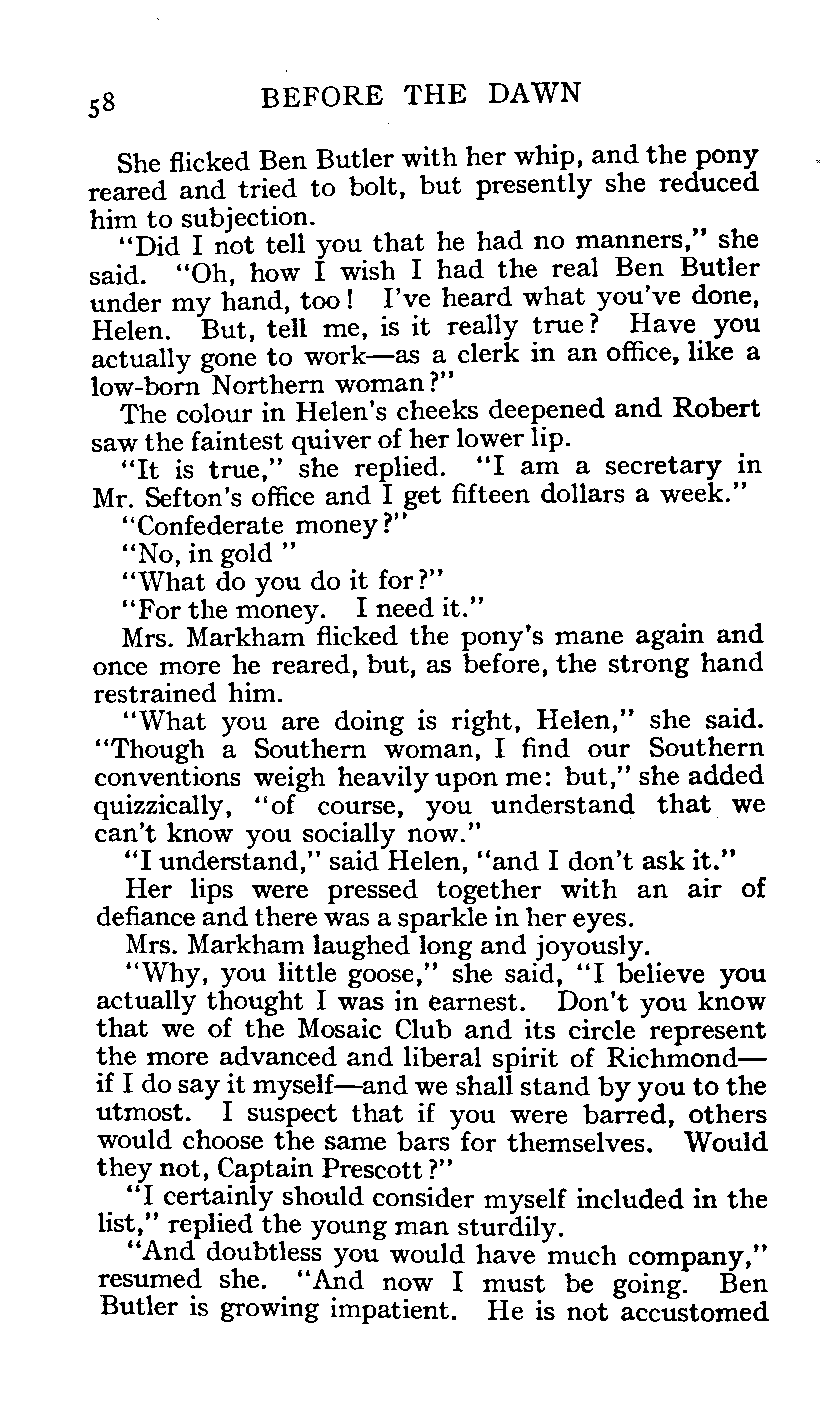 58 BEFORE THE DAWN
She flicked Ben Butler with her whip, and the pony
reared and tried to bolt, but presently she reduced
him to subjection.
"Did I not tell you that he had no manners," she
said. "Oh, how I wish I had the real Ben Butler
under my hand, too! I've heard what you've done,
Helen. But, tell me, is it really true? Have you
actually gone to work—as a clerk in an office, like a
low-born Northern woman?"
The colour in Helen's cheeks deepened and Robert
saw the faintest quiver of her lower lip.
"It is true," she replied. "I am a secretary in
Mr. Sefton's office and I get fifteen dollars a week."
"Confederate money?"
"No, in gold "
"What do you do it for?"
"For the money. I need it."
Mrs. Markham flicked the pony's mane again and
once more he reared, but, as before, the strong hand
restrained him.
"What you are doing is right, Helen," she said.
"Though a Southern woman, I find our Southern
conventions weigh heavily upon me: but," she added
quizzically, "of course, you understand that we
can't know you socially now."
"I understand," said Helen, "and I don't ask it."
Her lips were pressed together with an air of
defiance and there was a sparkle in her eyes.
Mrs. Markham laughed long and joyously.
"Why, you little goose," she said, "I believe you
actually thought I was in earnest. Don't you know
that we of the Mosaic Club and its circle represent
the more advanced and liberal spirit of Richmond—
if I do say it myself—and we shall stand by you to the
utmost. I suspect that if you were barred, others
would choose the same bars for themselves. Would
they not, Captain Prescott?"
"I certainly should consider myself included in the
list," replied the young man sturdily.
"And doubtless you would have much company,"
resumed she. "And now I must be going. Ben
Butler is growing impatient. He is not accustomed